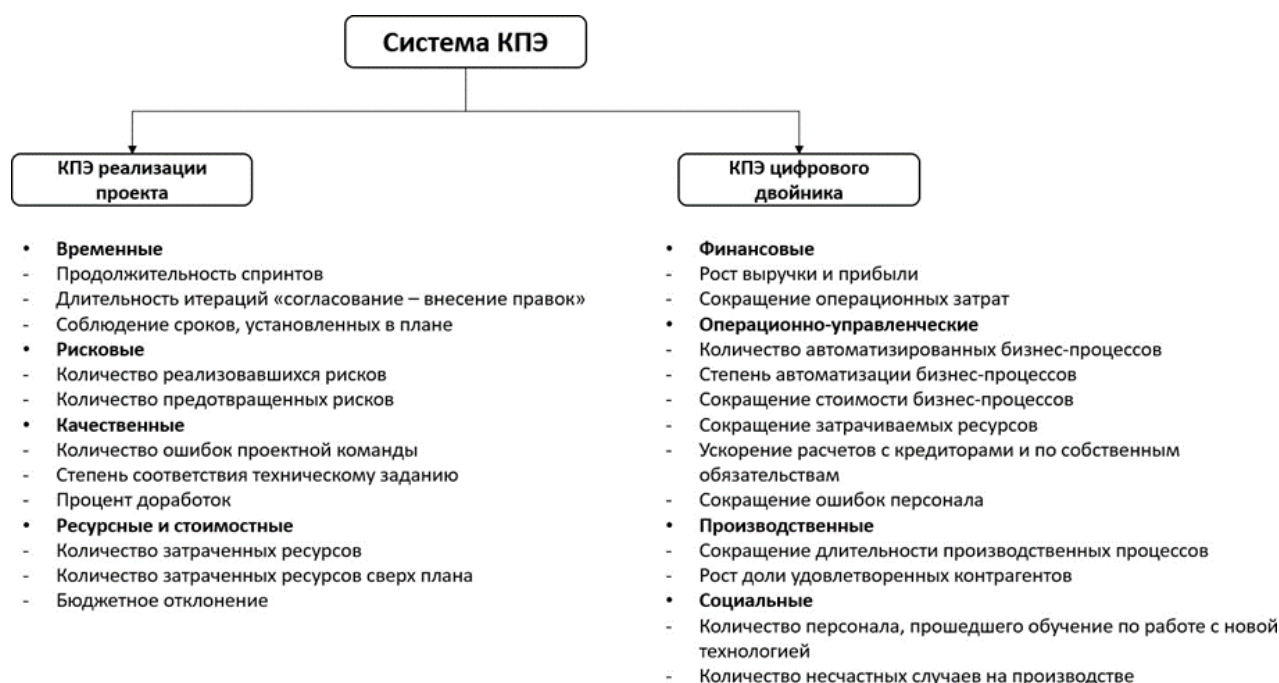 Система КПЭ
КПЭ реализации
проекта
• Временные
- Продолжительность спринтов
- Длительность итераций «согласование – внесение правок»
- Соблюдение сроков, установленных в плане
• Рисковые
- Количество реализовавшихся рисков
- Количество предотвращенных рисков
• Качественные
- Количество ошибок проектной команды
- Степень соответствия техническому заданию
- Процент доработок
• Ресурсные и стоимостные
- Количество затраченных ресурсов
- Количество затраченных ресурсов сверх плана
- Бюджетное отклонение
КПЭ цифрового
двойника
• Финансовые
- Рост выручки и прибыли
- Сокращение операционных затрат
• Операционно-управленческие
- Количество автоматизированных бизнес-процессов
- Степень автоматизации бизнес-процессов
- Сокращение стоимости бизнес-процессов
- Сокращение затрачиваемых ресурсов
- Ускорение расчетов с кредиторами и по собственным
обязательствам
- Сокращение ошибок персонала
• Производственные
- Сокращение длительности производственных процессов
- Рост доли удовлетворенных контрагентов
• Социальные
- Количество персонала, прошедшего обучение по работе с новой
технологией
- Количество несчастных случаев на производстве